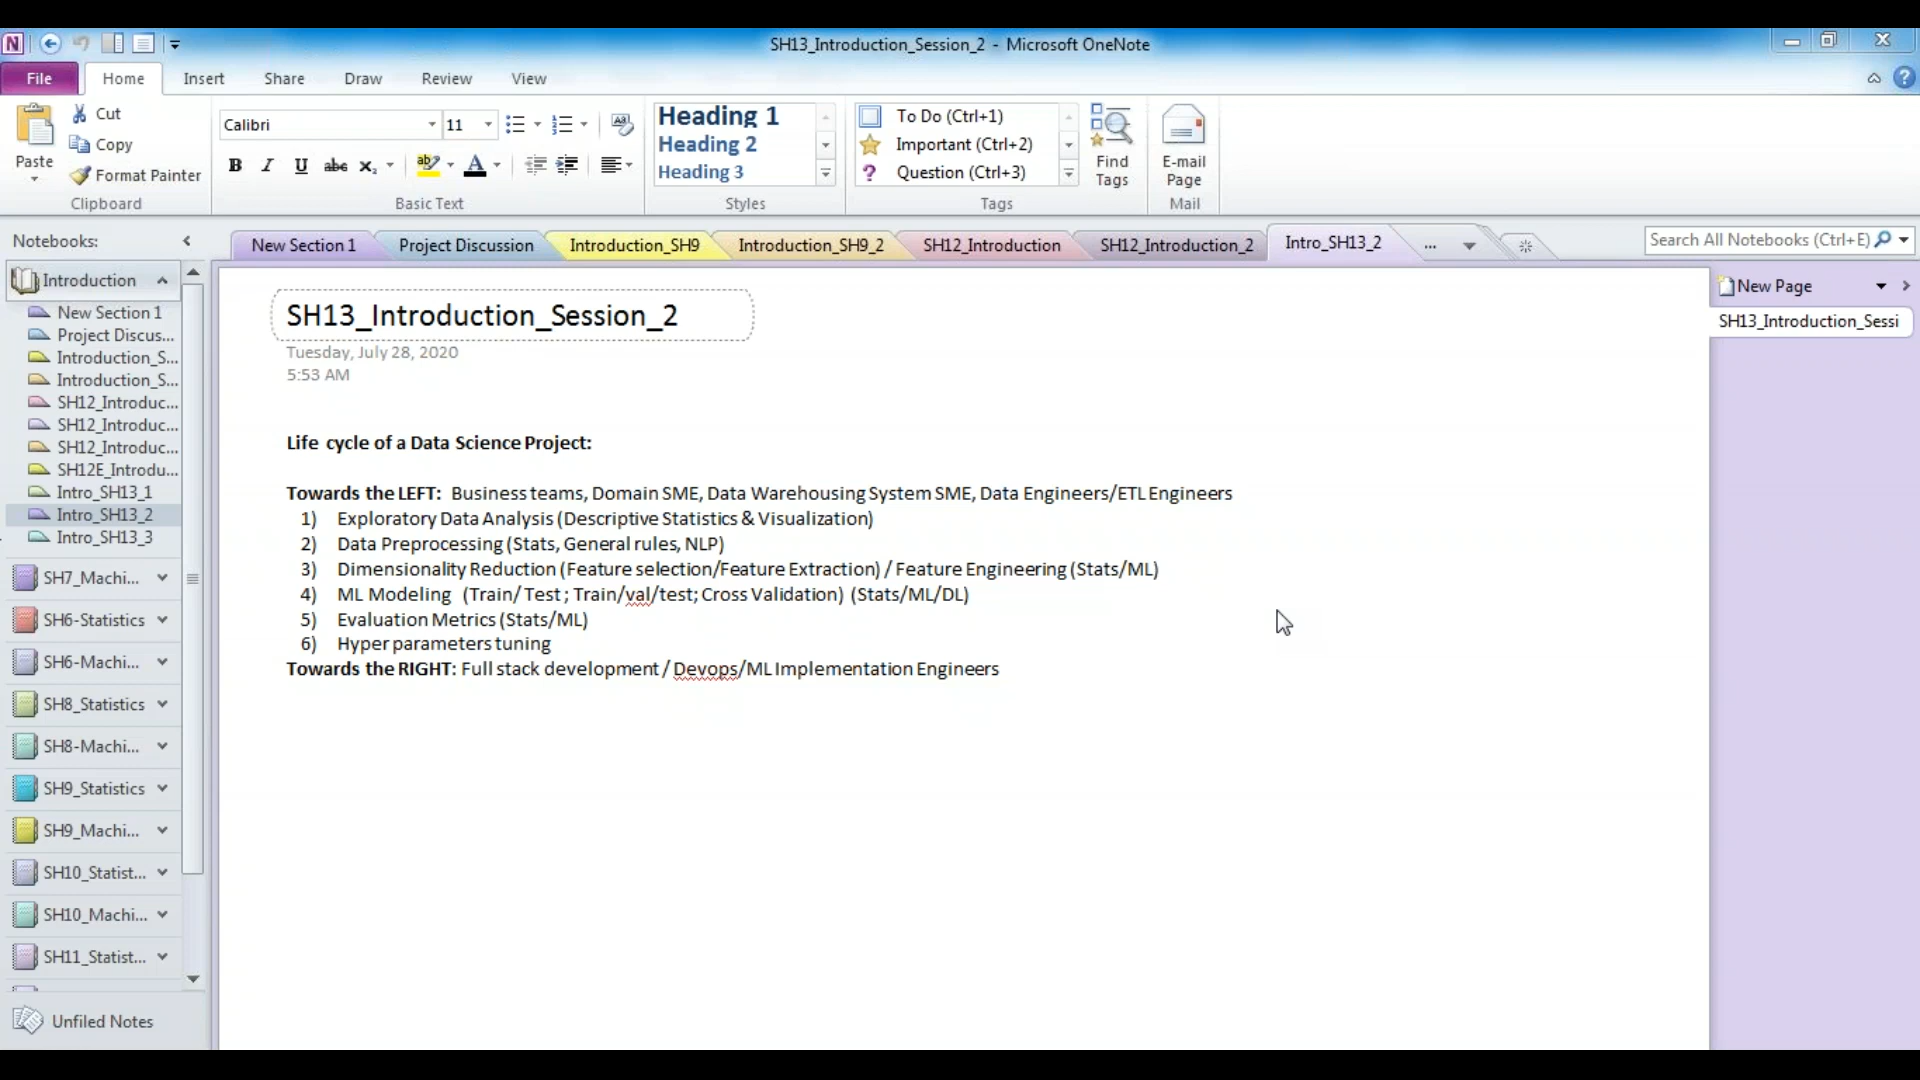 SH13_Introduction_Session_2 - Microsoft OneNote
File Home Insert Share Draw Review View
Paste
Cut
Copy
Format Painter
Clipboard
Calibri 11
B I U abc x₂ A
Basic Text
Heading 1
Heading 2
Heading 3
Styles
To Do (Ctrl+1)
Important (Ctrl+2)
Question (Ctrl+3)
Tags
Find
Tags
E-mail
Page
Mail
Notebooks:
New Section 1 Project Discussion Introduction_SH9 Introduction_SH9_2 SH12_Introduction SH12_Introduction_2 Intro_SH13_2 ...
Search All Notebooks (Ctrl+E)
Introduction
New Section 1
Project Discus...
Introduction_S...
Introduction_S...
SH12_Introduc...
SH12_Introduc...
SH12_Introduc...
SH12E_Introdu...
Intro_SH13_1
Intro_SH13_2
Intro_SH13_3
SH7_Machi...
SH6-Statistics
SH6-Machi...
SH8_Statistics
SH8-Machi...
SH9_Statistics
SH9_Machi...
SH10_Statist...
SH10_Machi...
SH11_Statist...
Unfiled Notes
SH13_Introduction_Session_2
Tuesday, July 28, 2020
5:53 AM
Life cycle of a Data Science Project:
Towards the LEFT: Business teams, Domain SME, Data Warehousing System SME, Data Engineers/ETL Engineers
1) Exploratory Data Analysis (Descriptive Statistics & Visualization)
2) Data Preprocessing (Stats, General rules, NLP)
3) Dimensionality Reduction (Feature selection/Feature Extraction) / Feature Engineering (Stats/ML)
4) ML Modeling (Train/ Test ; Train/val/test; Cross Validation) (Stats/ML/DL)
5) Evaluation Metrics (Stats/ML)
6) Hyper parameters tuning
Towards the RIGHT: Full stack development / Devops/ML Implementation Engineers
New Page
SH13_Introduction_Sessi